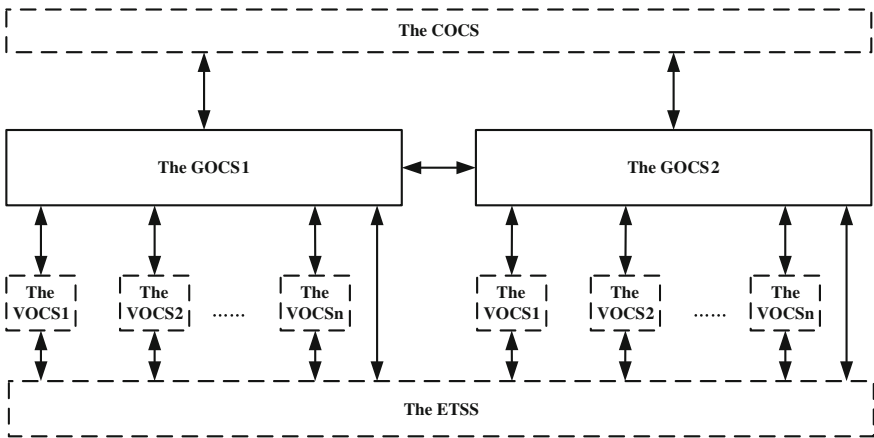 The COCS
The GOCS1
The GOCS2
The VOCS1
The VOCS2
......
The VOCSn
The VOCS1
The VOCS2
......
The VOCSn
The ETSS